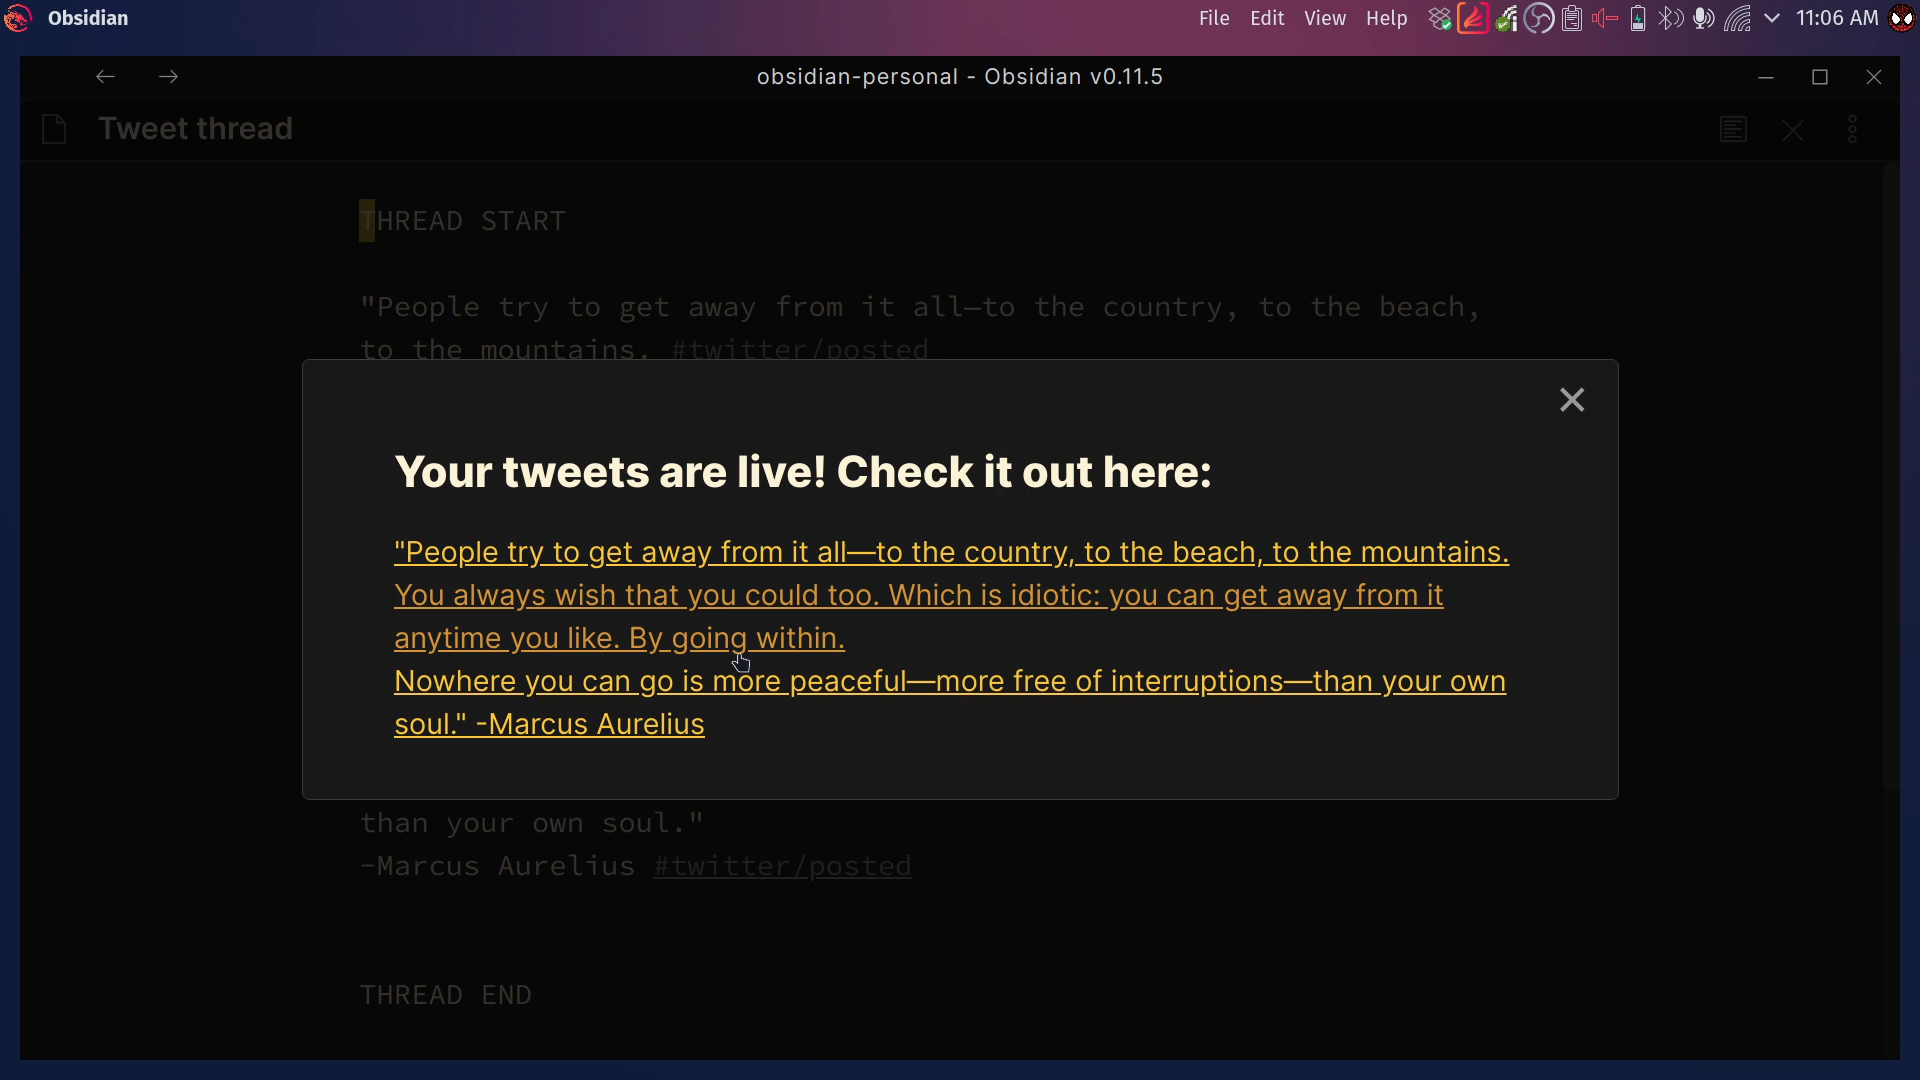 Obsidian
File Edit View Help 11:06 AM
obsidian-personal - Obsidian v0.11.5
Tweet thread
THREAD START
"People try to get away from it all—to the country, to the beach,
to the mountains. #twitter/posted
Your tweets are live! Check it out here:
"People try to get away from it all—to the country, to the beach, to the mountains.
You always wish that you could too. Which is idiotic: you can get away from it
anytime you like. By going within.
Nowhere you can go is more peaceful—more free of interruptions—than your own
soul." -Marcus Aurelius
than your own soul."
-Marcus Aurelius #twitter/posted
THREAD END